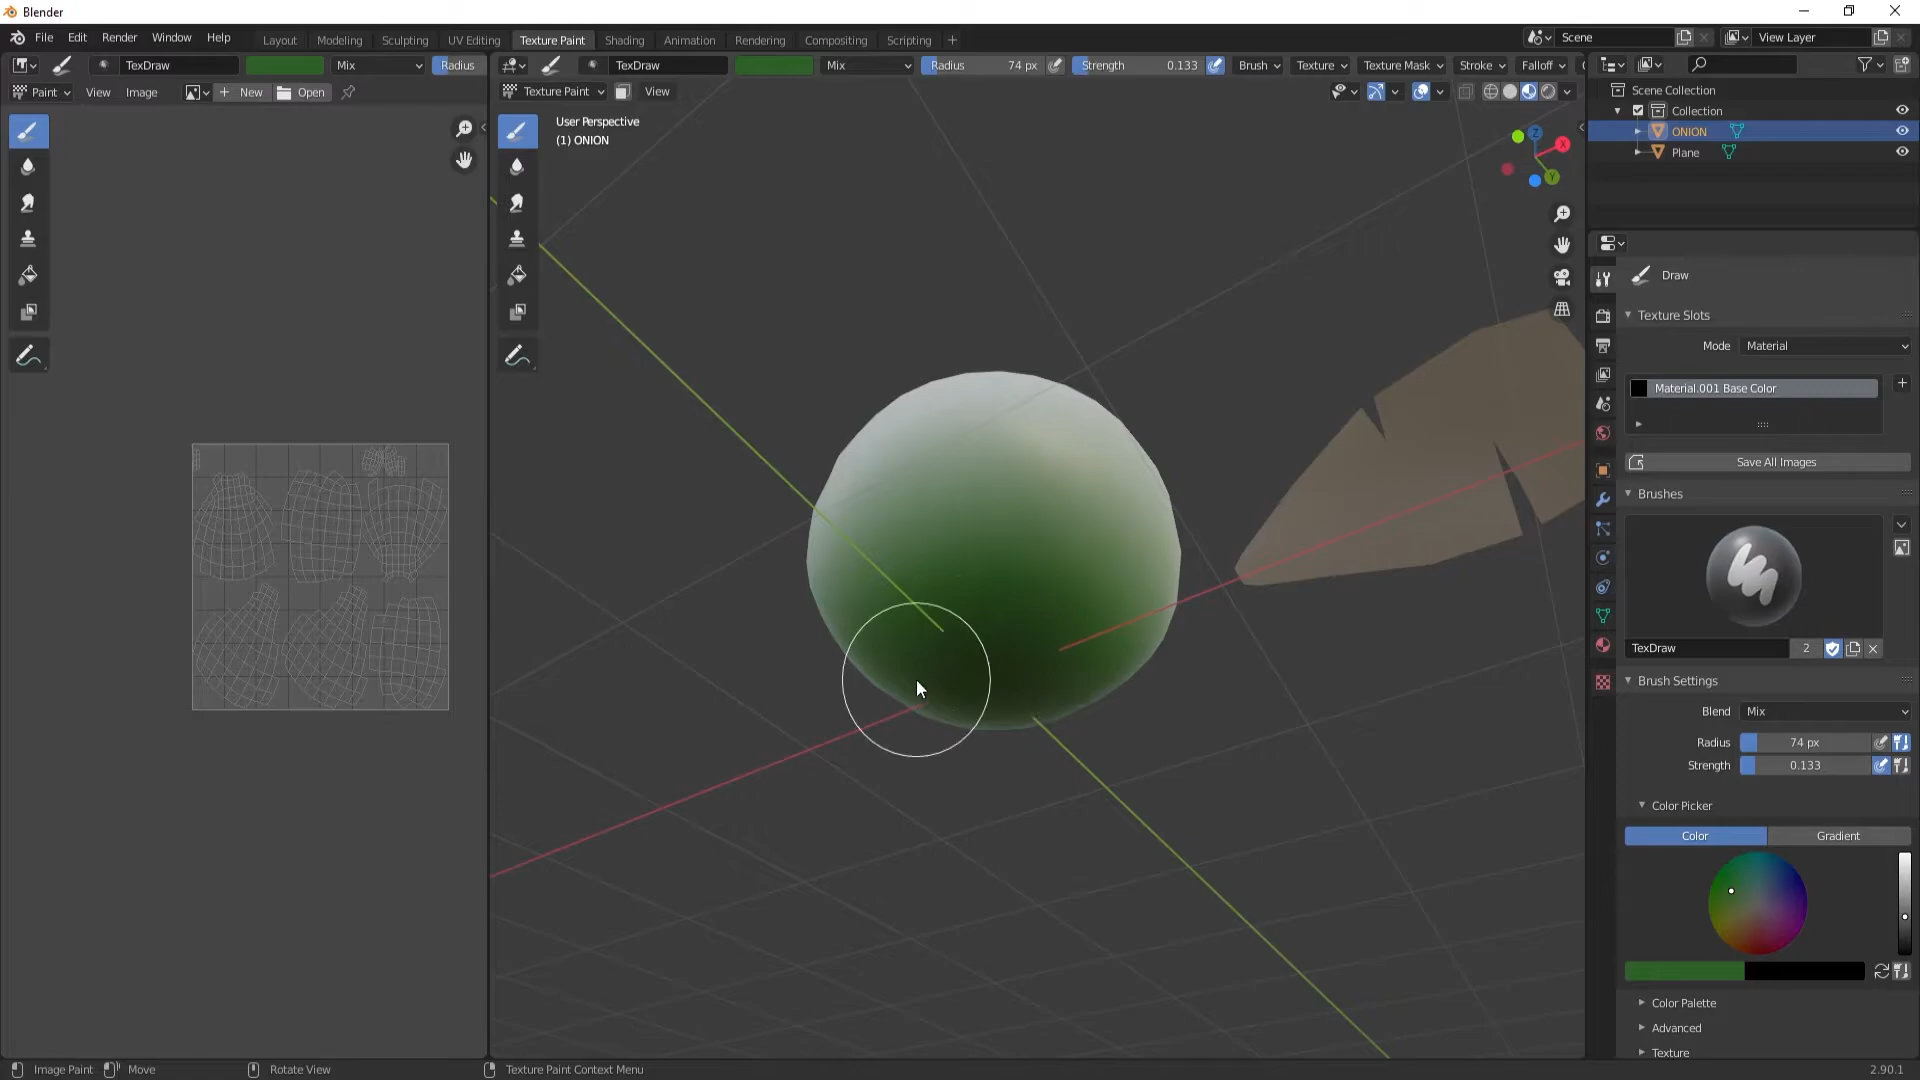 Blender
File Edit Render Window Help
Layout Modeling Sculpting UV Editing Texture Paint Shading Animation Rendering Compositing Scripting +
Scene
View Layer
TexDraw Mix Radius
TexDraw Mix Radius 74 px Strength 0.133 Brush Texture Texture Mask Stroke Falloff
Paint View Image + New Open
Texture Paint View
User Perspective
(1) ONION
Scene Collection
Collection
ONION
Plane
Draw
Texture Slots
Mode Material
Material.001 Base Color
Save All Images
Brushes
TexDraw 2
Brush Settings
Blend Mix
Radius 74 px
Strength 0.133
Color Picker
Color Gradient
Color Palette
Advanced
Texture
Image Paint Move Rotate View Texture Paint Context Menu 2.90.1